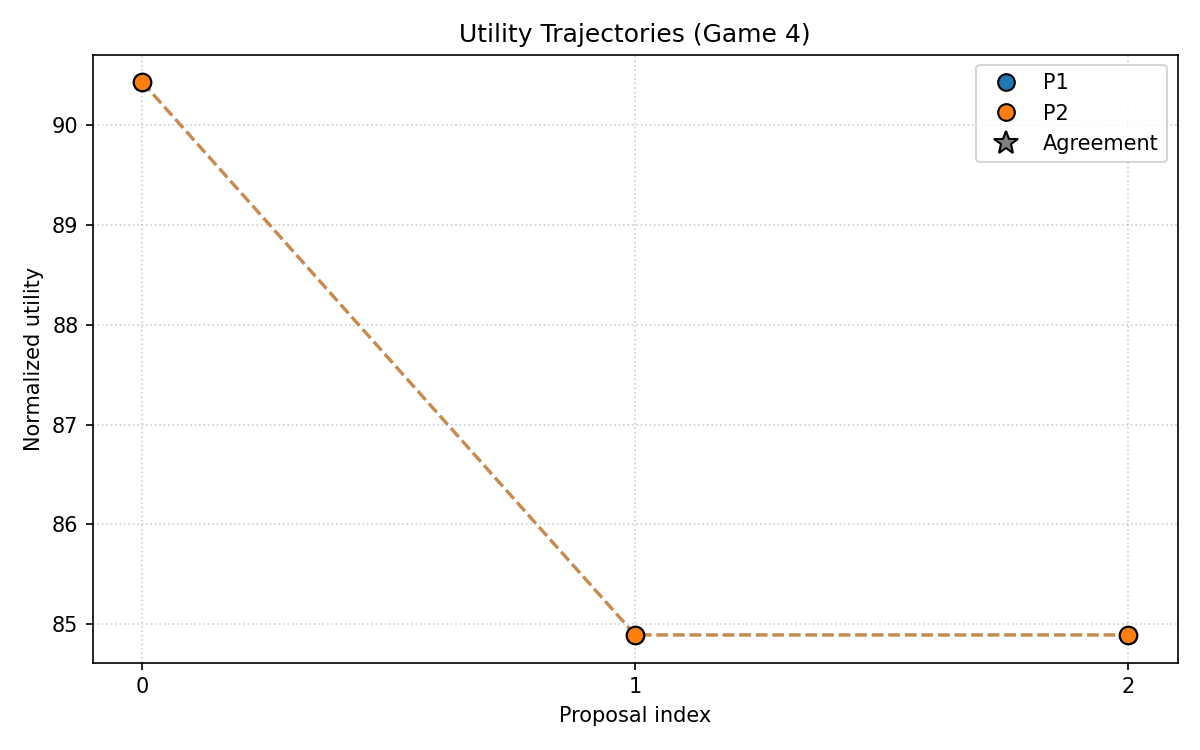 Utility Trajectories (Game 4)
P1
P2
Agreement
Normalized utility
90
89
88
87
86
85
0
1
2
Proposal index